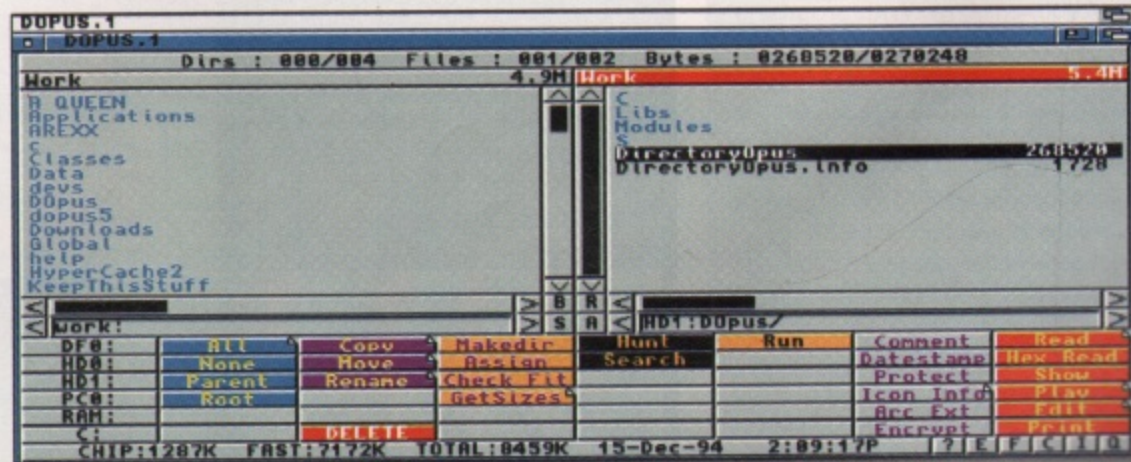 DOPUS.1
DOPUS.1
Dirs : 000/004 Files : 001/002 Bytes : 0268520/0270248
Work 4.9M
A QUEEN
Applications
AREXX
c
Classes
Data
devs
DOpus
dopus5
Downloads
Global
help
HyperCache2
KeepThisStuff
work:
Work 5.4M
C
Libs
Modules
S
DirectoryOpus 268520
DirectoryOpus.info 1728
HD1:DOpus/
B R
S A
DF0: All Copy Makedir Hunt Run Comment Read
HD0: None Move Assign Search Datestamp Hex Read
HD1: Parent Rename Check Fit Protect Show
PC0: Root GetSizes Icon Info Play
RAM: Arc Ext Edit
C: DELETE Encrypt Print
CHIP:1287K FAST:7172K TOTAL:8459K 15-Dec-94 2:09:17P ? E F C I Q